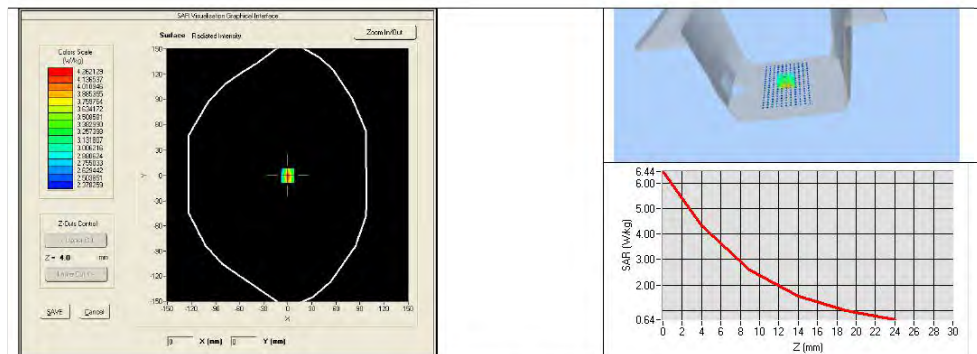 SAR Visualisation Graphical Interface
Surface Radiated Intensity
Zoom In/Out
Colors Scale
(W/kg)
4.262129
4.136537
4.010946
3.885355
3.759764
3.634172
3.508581
3.382990
3.257399
3.131807
3.006216
2.880624
2.755033
2.629442
2.503851
2.378259
Z-Cuts Control
Z = 4.0 mm
SAVE Cancel
150
120
90
60
30
0
-30
-60
-90
-120
-150
Y
-150 -120 -90 -60 -30 0 30 60 90 120 150
X
0 X (mm) 0 Y (mm)
6.44
6.00
5.00
4.00
3.00
2.00
0.64
SAR (W/kg)
0 2 4 6 8 10 12 14 16 18 20 22 24 26 28 30
Z (mm)